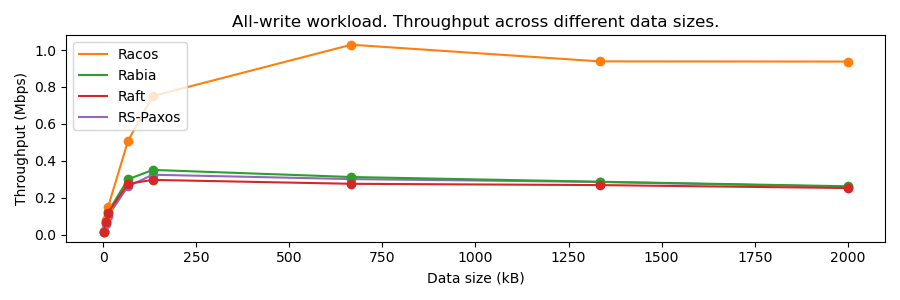 All-write workload. Throughput across different data sizes.
Throughput (Mbps)
1.0
0.8
0.6
0.4
0.2
0.0
Racos
Rabia
Raft
RS-Paxos
0 250 500 750 1000 1250 1500 1750 2000
Data size (kB)